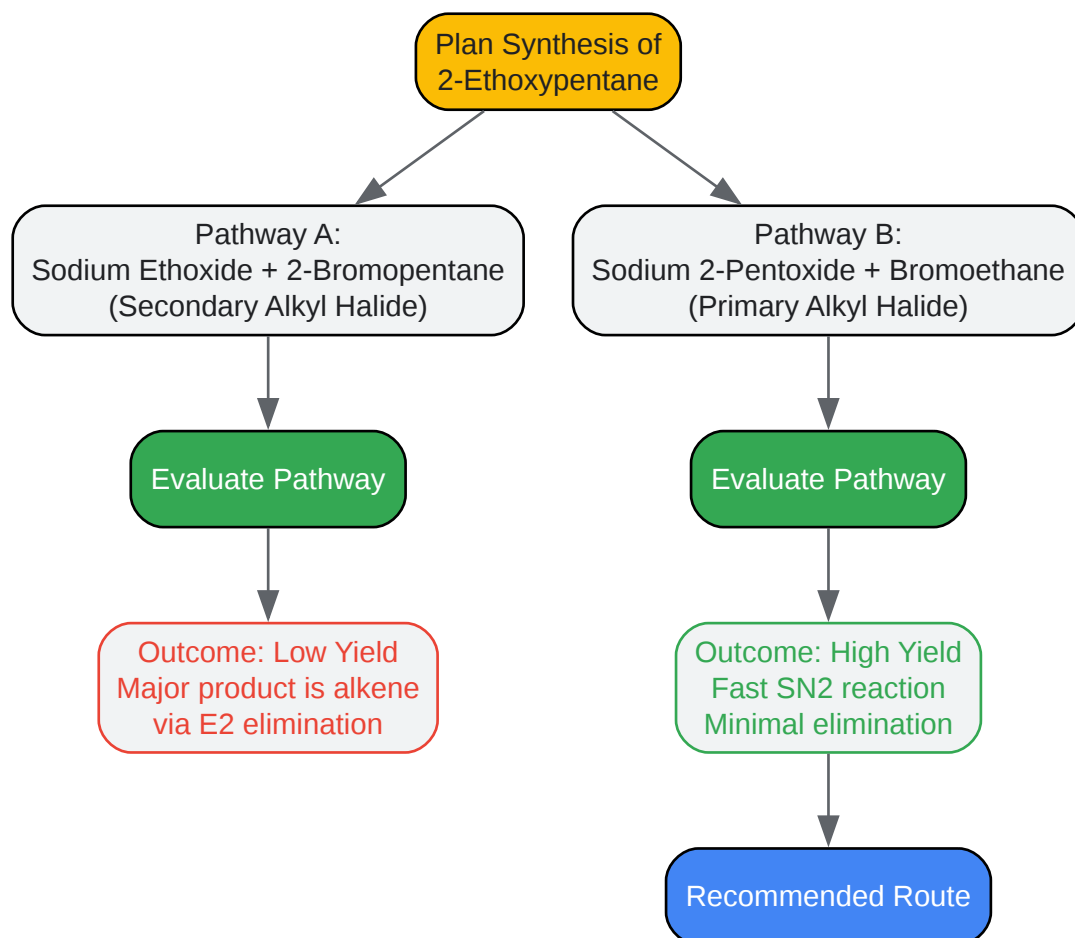 Plan Synthesis of
2-Ethoxypentane
Pathway A:
Sodium Ethoxide + 2-Bromopentane
(Secondary Alkyl Halide)
Pathway B:
Sodium 2-Pentoxide + Bromoethane
(Primary Alkyl Halide)
Evaluate Pathway
Evaluate Pathway
Outcome: Low Yield
Major product is alkene
via E2 elimination
Outcome: High Yield
Fast SN2 reaction
Minimal elimination
Recommended Route